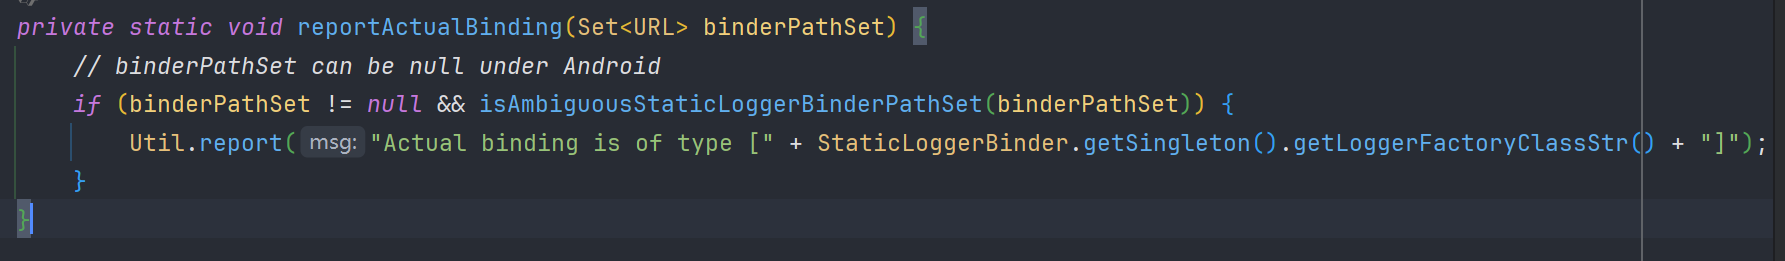 private static void reportActualBinding(Set<URL> binderPathSet) {
// binderPathSet can be null under Android
if (binderPathSet != null && isAmbiguousStaticLoggerBinderPathSet(binderPathSet)) {
Util.report( msg: "Actual binding is of type [" + StaticLoggerBinder.getSingleton().getLoggerFactoryClassStr() + "]");
}
}